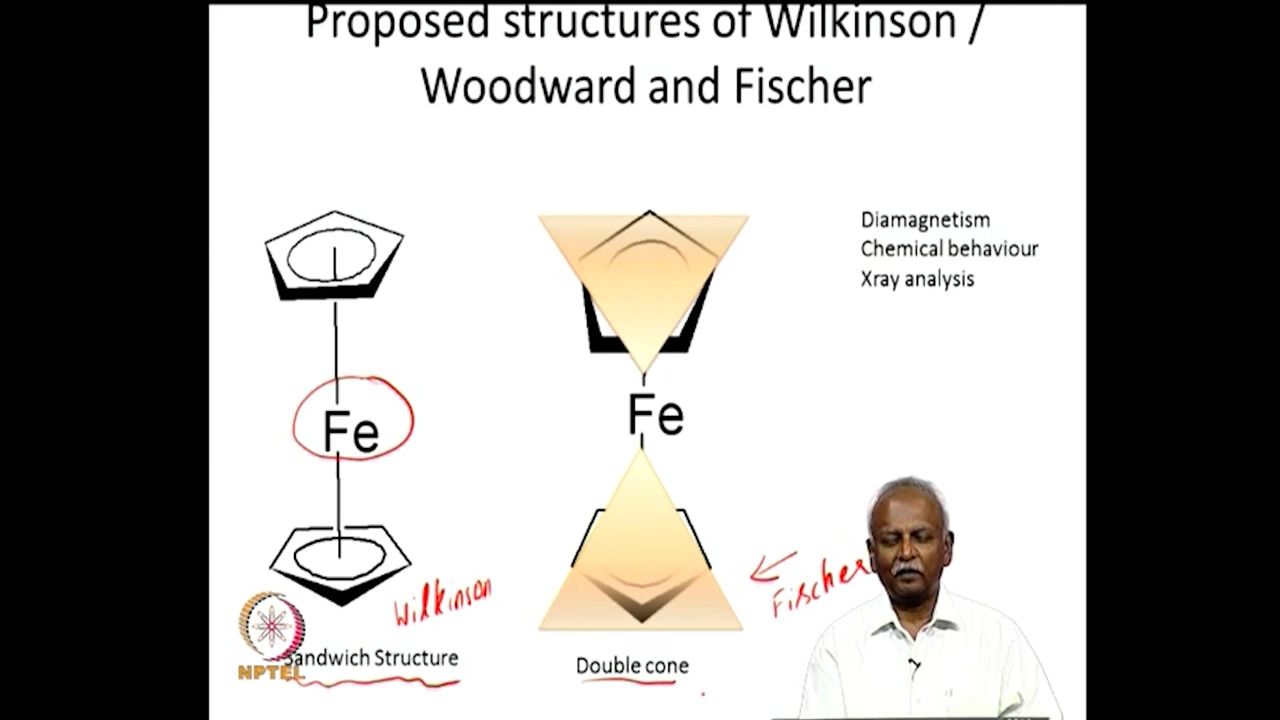 Proposed structures of Wilkinson /
Woodward and Fischer
Diamagnetism
Chemical behaviour
Xray analysis
Fe
Fe
Wilkinson
Fischer
NPTEL
Sandwich Structure
Double cone